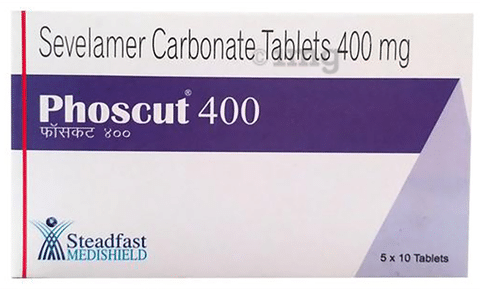 Sevelamer Carbonate Tablets 400 mg
Phoscut® 400
फॉसकट ४००
Steadfast
MEDISHIELD
5 x 10 Tablets